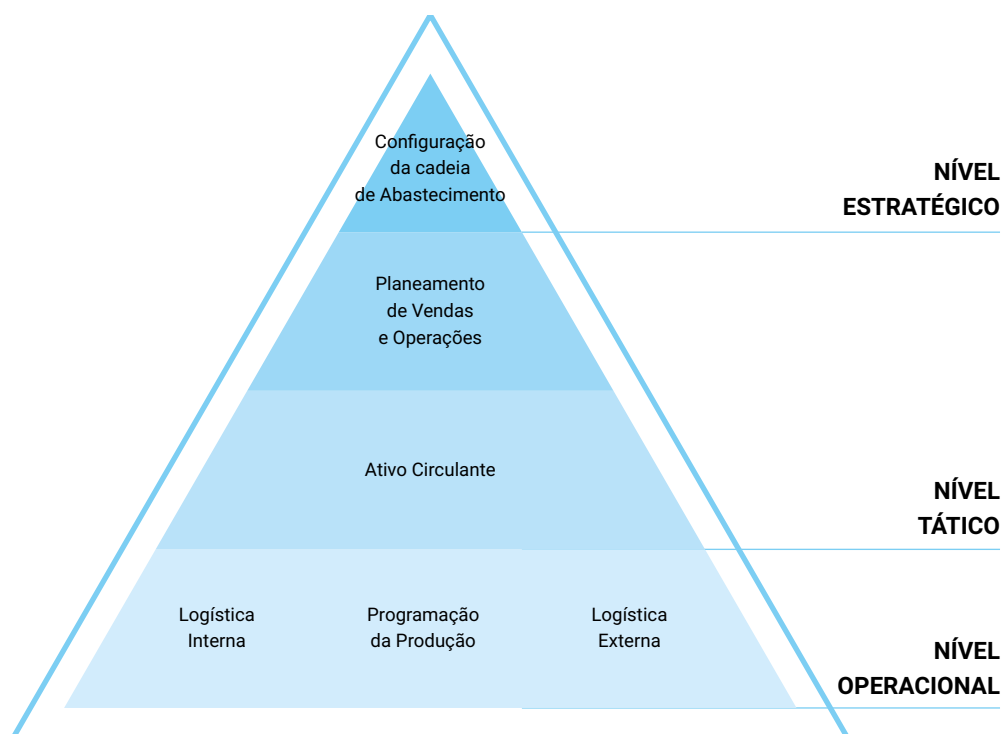 Configuração
da cadeia
de Abastecimento
NÍVEL
ESTRATÉGICO
Planeamento
de Vendas
e Operações
Ativo Circulante
NÍVEL
TÁTICO
Logística
Interna
Programação
da Produção
Logística
Externa
NÍVEL
OPERACIONAL